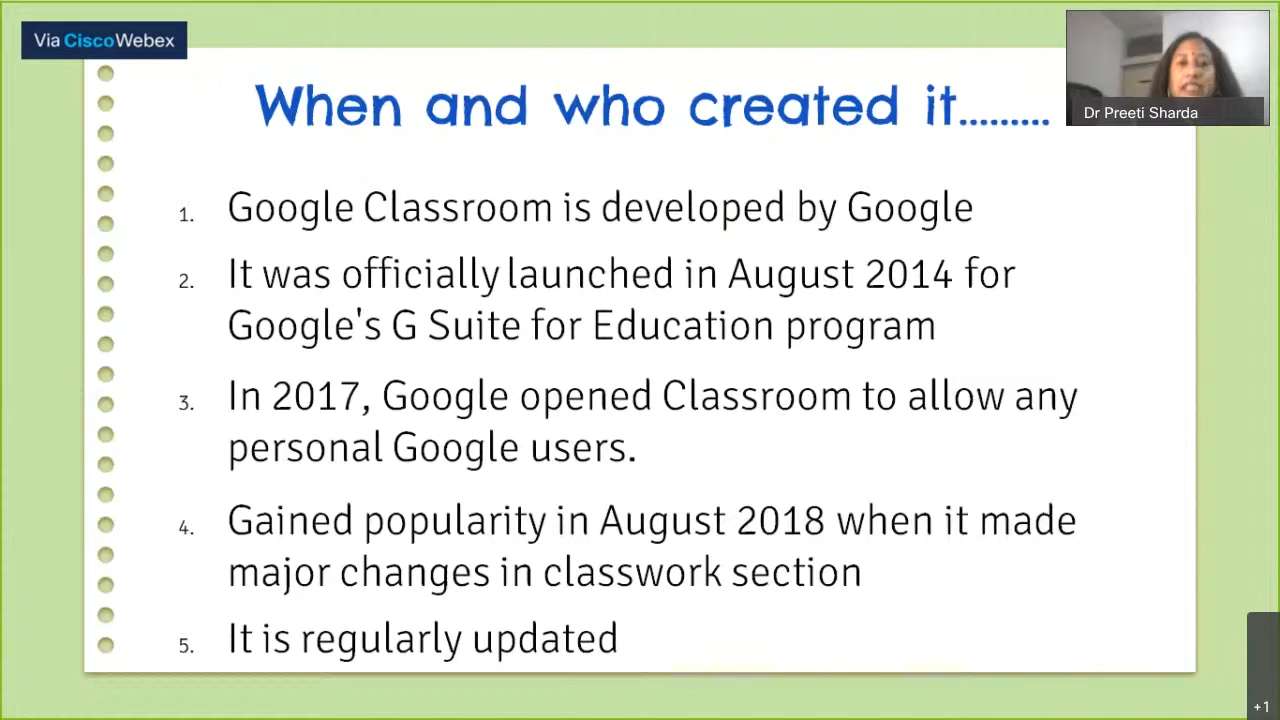 Via CiscoWebex
When and who created it.........
Dr Preeti Sharda
1. Google Classroom is developed by Google
2. It was officially launched in August 2014 for
Google's G Suite for Education program
3. In 2017, Google opened Classroom to allow any
personal Google users.
4. Gained popularity in August 2018 when it made
major changes in classwork section
5. It is regularly updated
+1